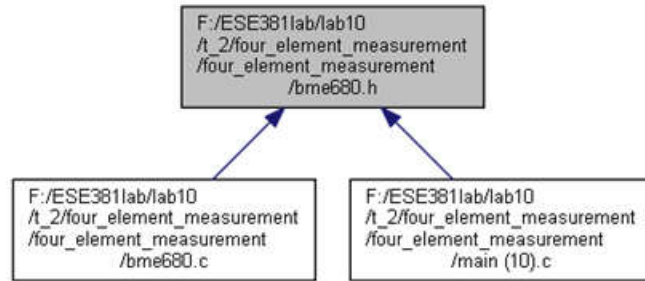 F:/ESE381lab/lab10
/t_2/four_element_measurement
/four_element_measurement
/bme680.h
F:/ESE381lab/lab10
/t_2/four_element_measurement
/four_element_measurement
/bme680.c
F:/ESE381lab/lab10
/t_2/four_element_measurement
/four_element_measurement
/main (10).c